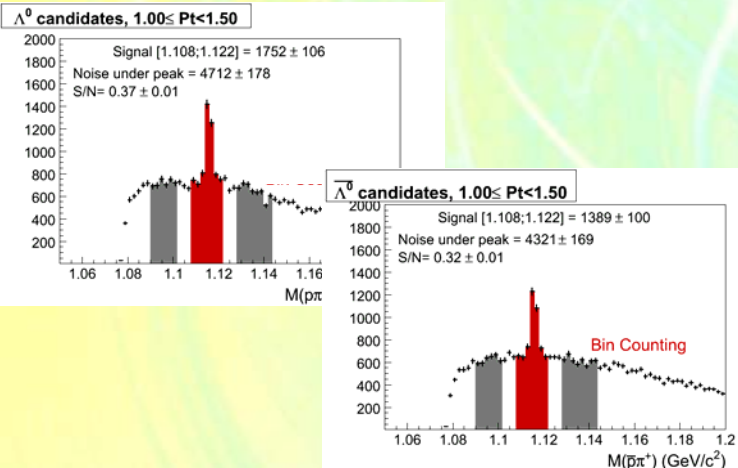 Λ⁰ candidates, 1.00≤ Pt<1.50
Signal [1.108;1.122] = 1752 ± 106
Noise under peak = 4712 ± 178
S/N= 0.37 ± 0.01
2000
1800
1600
1400
1200
1000
800
600
400
200
1.06 1.08 1.1 1.12 1.14 1.16
M(pπ
Λ̅⁰ candidates, 1.00≤ Pt<1.50
Signal [1.108;1.122] = 1389 ± 100
Noise under peak = 4321 ± 169
S/N= 0.32 ± 0.01
Bin Counting
2000
1800
1600
1400
1200
1000
800
600
400
200
1.06 1.08 1.1 1.12 1.14 1.16 1.18 1.2
M(p̅π⁺) (GeV/c²)